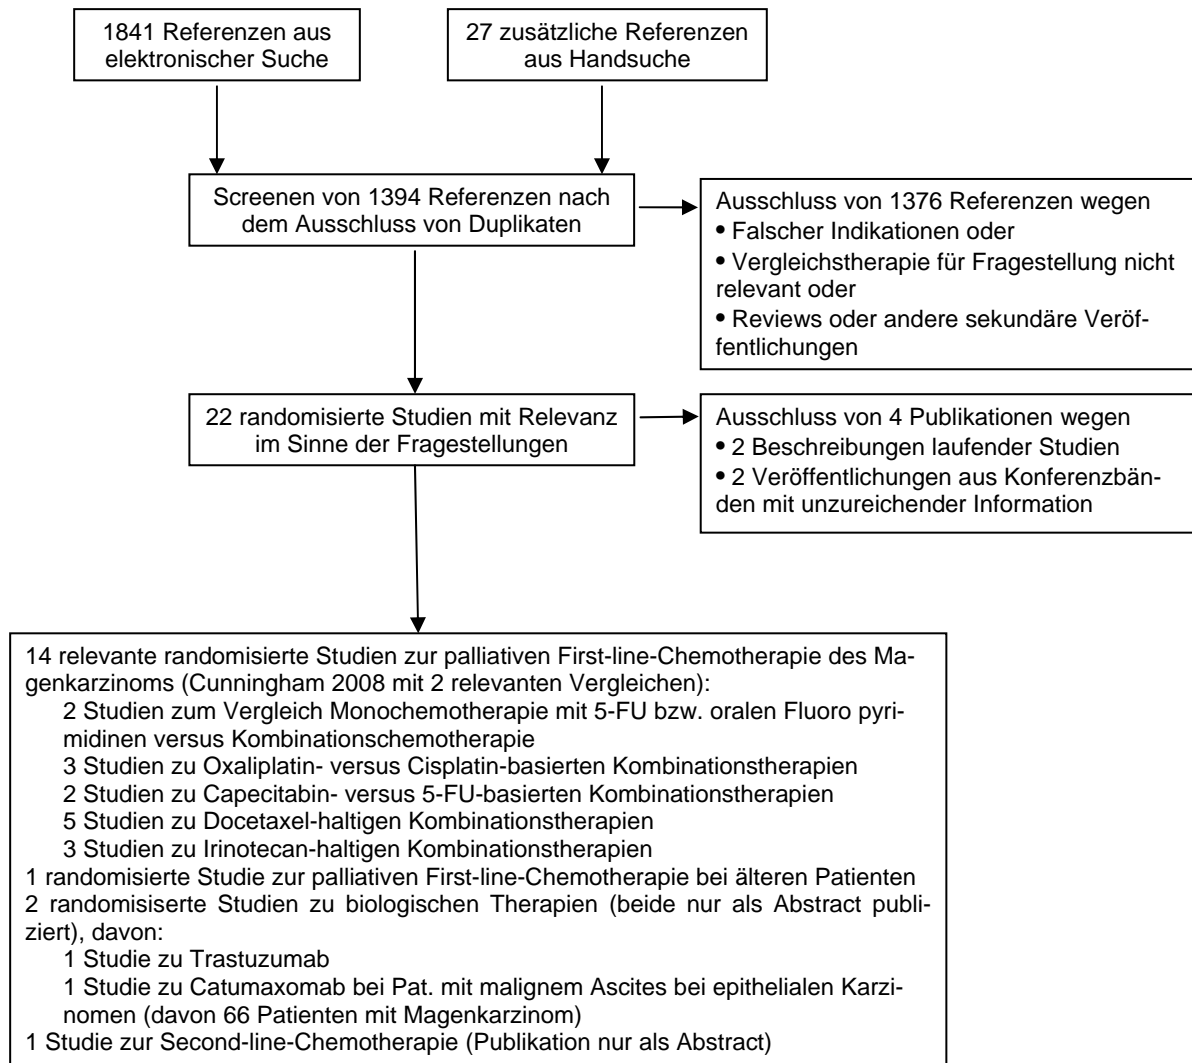 1841 Referenzen aus
elektronischer Suche
27 zusätzliche Referenzen
aus Handsuche
Screenen von 1394 Referenzen nach
dem Ausschluss von Duplikaten
Ausschluss von 1376 Referenzen wegen
• Falscher Indikationen oder
• Vergleichstherapie für Fragestellung nicht
relevant oder
• Reviews oder andere sekundäre Veröf-
fentlichungen
22 randomisierte Studien mit Relevanz
im Sinne der Fragestellungen
Ausschluss von 4 Publikationen wegen
• 2 Beschreibungen laufender Studien
• 2 Veröffentlichungen aus Konferenzbän-
den mit unzureichender Information
14 relevante randomisierte Studien zur palliativen First-line-Chemotherapie des Ma-
genkarzinoms (Cunningham 2008 mit 2 relevanten Vergleichen):
2 Studien zum Vergleich Monochemotherapie mit 5-FU bzw. oralen Fluoro pyri-
midinen versus Kombinationschemotherapie
3 Studien zu Oxaliplatin- versus Cisplatin-basierten Kombinationstherapien
2 Studien zu Capecitabin- versus 5-FU-basierten Kombinationstherapien
5 Studien zu Docetaxel-haltigen Kombinationstherapien
3 Studien zu Irinotecan-haltigen Kombinationstherapien
1 randomisierte Studie zur palliativen First-line-Chemotherapie bei älteren Patienten
2 randomisiserte Studien zu biologischen Therapien (beide nur als Abstract publi-
ziert), davon:
1 Studie zu Trastuzumab
1 Studie zu Catumaxomab bei Pat. mit malignem Ascites bei epithelialen Karzi-
nomen (davon 66 Patienten mit Magenkarzinom)
1 Studie zur Second-line-Chemotherapie (Publikation nur als Abstract)